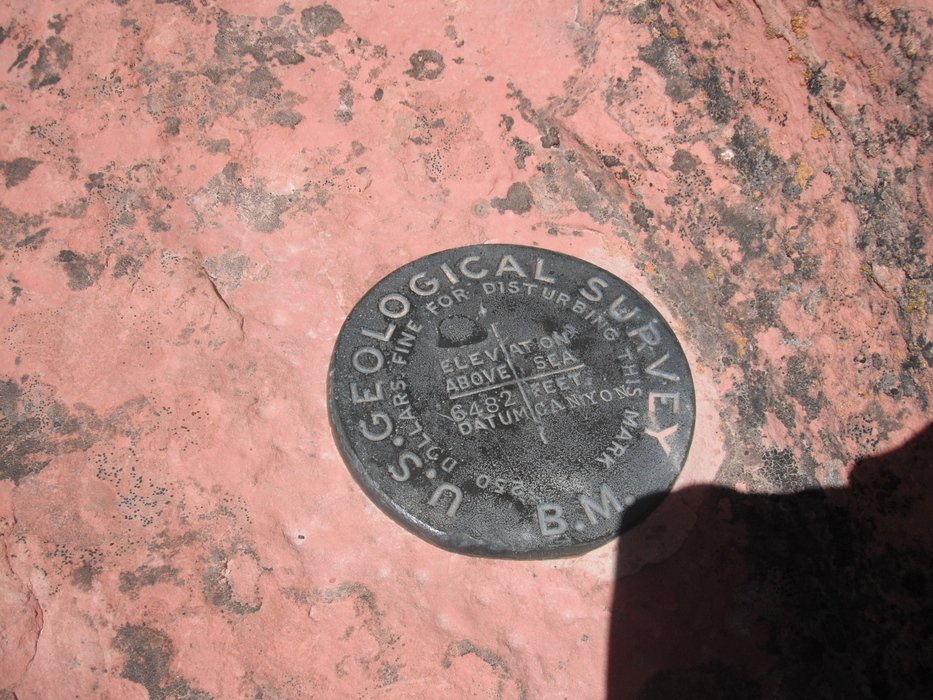 U.S. GEOLOGICAL SURVEY
B.M.
250 DOLLARS FINE FOR DISTURBING THIS MARK
ELEVATION
ABOVE SEA
6482 FEET
DATUM CANYON